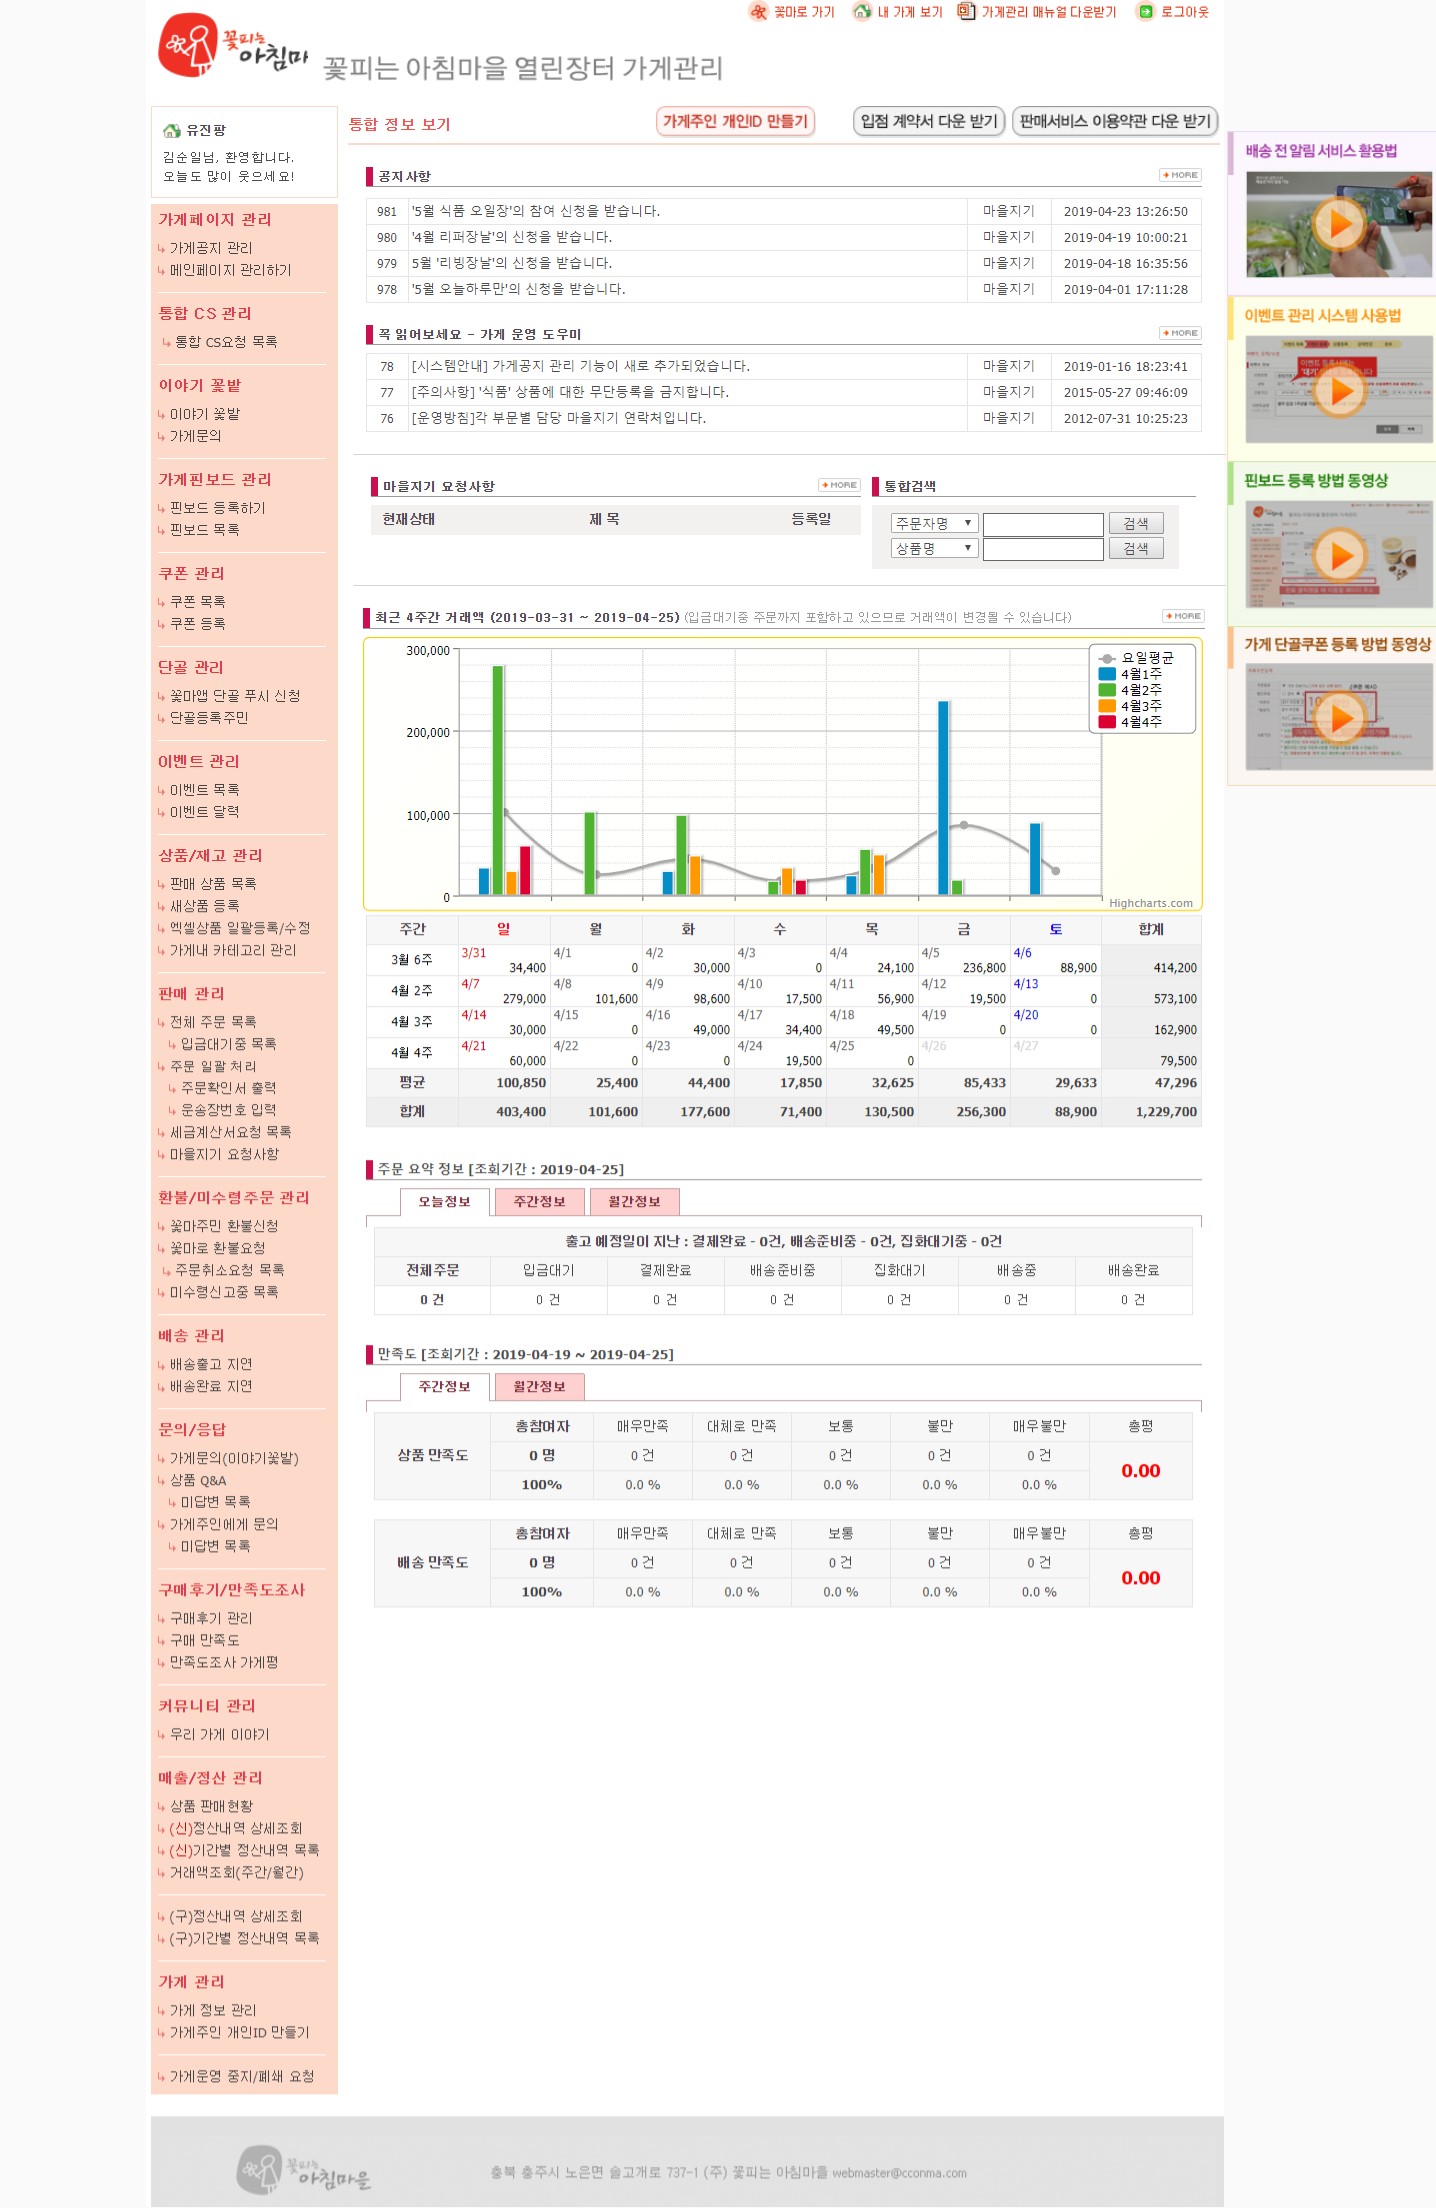 꽃마로 가기 내 가게 보기 가게관리 매뉴얼 다운받기 로그아웃
꽃피는 아침마
꽃피는 아침마을 열린장터 가게관리
유진팡
김순일님, 환영합니다.
오늘도 많이 웃으세요!
가게페이지 관리
가게공지 관리
메인페이지 관리하기
통합 CS 관리
통합 CS요청 목록
이야기 꽃밭
이야기 꽃밭
가게문의
가게핀보드 관리
핀보드 등록하기
핀보드 목록
쿠폰 관리
쿠폰 목록
쿠폰 등록
단골 관리
꽃마앱 단골 푸시 신청
단골등록주민
이벤트 관리
이벤트 목록
이벤트 달력
상품/재고 관리
판매 상품 목록
새상품 등록
엑셀상품 일괄등록/수정
가게내 카테고리 관리
판매 관리
전체 주문 목록
입금대기중 목록
주문 일괄 처리
주문확인서 출력
운송장번호 입력
세금계산서요청 목록
마을지기 요청사항
환불/미수령주문 관리
꽃마주민 환불신청
꽃마로 환불요청
주문취소요청 목록
미수령신고중 목록
배송 관리
배송출고 지연
배송완료 지연
문의/응답
가게문의(이야기꽃밭)
상품 Q&A
미답변 목록
가게주인에게 문의
미답변 목록
구매후기/만족도조사
구매후기 관리
구매 만족도
만족도조사 가게평
커뮤니티 관리
우리 가게 이야기
매출/정산 관리
상품 판매현황
(신)정산내역 상세조회
(신)기간별 정산내역 목록
거래액조회(주간/월간)
(구)정산내역 상세조회
(구)기간별 정산내역 목록
가게 관리
가게 정보 관리
가게주인 개인ID 만들기
가게운영 중지/폐쇄 요청
통합 정보 보기 가게주인 개인ID 만들기 입점 계약서 다운 받기 판매서비스 이용약관 다운 받기
공지사항 MORE
981 '5월 식품 오일장'의 참여 신청을 받습니다. 마을지기 2019-04-23 13:26:50
980 '4월 리퍼장날'의 신청을 받습니다. 마을지기 2019-04-19 10:00:21
979 5월 '리빙장날'의 신청을 받습니다. 마을지기 2019-04-18 16:35:56
978 '5월 오늘하루만'의 신청을 받습니다. 마을지기 2019-04-01 17:11:28
꼭 읽어보세요 - 가게 운영 도우미 MORE
78 [시스템안내] 가게공지 관리 기능이 새로 추가되었습니다. 마을지기 2019-01-16 18:23:41
77 [주의사항] '식품' 상품에 대한 무단등록을 금지합니다. 마을지기 2015-05-27 09:46:09
76 [운영방침]각 부문별 담당 마을지기 연락처입니다. 마을지기 2012-07-31 10:25:23
마을지기 요청사항 MORE
현재상태 제 목 등록일
통합검색
주문자명 검색
상품명 검색
최근 4주간 거래액 (2019-03-31 ~ 2019-04-25) (입금대기중 주문까지 포함하고 있으므로 거래액이 변경될 수 있습니다) MORE
300,000
200,000
100,000
0
요일평균
4월1주
4월2주
4월3주
4월4주
Highcharts.com
주간 일 월 화 수 목 금 토 합계
3월 6주 3/31 34,400 4/1 0 4/2 30,000 4/3 0 4/4 24,100 4/5 236,800 4/6 88,900 414,200
4월 2주 4/7 279,000 4/8 101,600 4/9 98,600 4/10 17,500 4/11 56,900 4/12 19,500 4/13 0 573,100
4월 3주 4/14 30,000 4/15 0 4/16 49,000 4/17 34,400 4/18 49,500 4/19 0 4/20 0 162,900
4월 4주 4/21 60,000 4/22 0 4/23 0 4/24 19,500 4/25 0 4/26 4/27 79,500
평균 100,850 25,400 44,400 17,850 32,625 85,433 29,633 47,296
합계 403,400 101,600 177,600 71,400 130,500 256,300 88,900 1,229,700
주문 요약 정보 [조회기간 : 2019-04-25]
오늘정보 주간정보 월간정보
출고 예정일이 지난 : 결제완료 - 0건, 배송준비중 - 0건, 집화대기중 - 0건
전체주문 입금대기 결제완료 배송준비중 집화대기 배송중 배송완료
0 건 0 건 0 건 0 건 0 건 0 건 0 건
만족도 [조회기간 : 2019-04-19 ~ 2019-04-25]
주간정보 월간정보
총참여자 매우만족 대체로 만족 보통 불만 매우불만 총평
상품 만족도 0 명 0 건 0 건 0 건 0 건 0 건 0.00
100% 0.0 % 0.0 % 0.0 % 0.0 % 0.0 %
총참여자 매우만족 대체로 만족 보통 불만 매우불만 총평
배송 만족도 0 명 0 건 0 건 0 건 0 건 0 건 0.00
100% 0.0 % 0.0 % 0.0 % 0.0 % 0.0 %
배송 전 알림 서비스 활용법
이벤트 관리 시스템 사용법
핀보드 등록 방법 동영상
가게 단골쿠폰 등록 방법 동영상
꽃피는 아침마을
충북 충주시 노은면 솔고개로 737-1 (주) 꽃피는 아침마을 webmaster@cconma.com